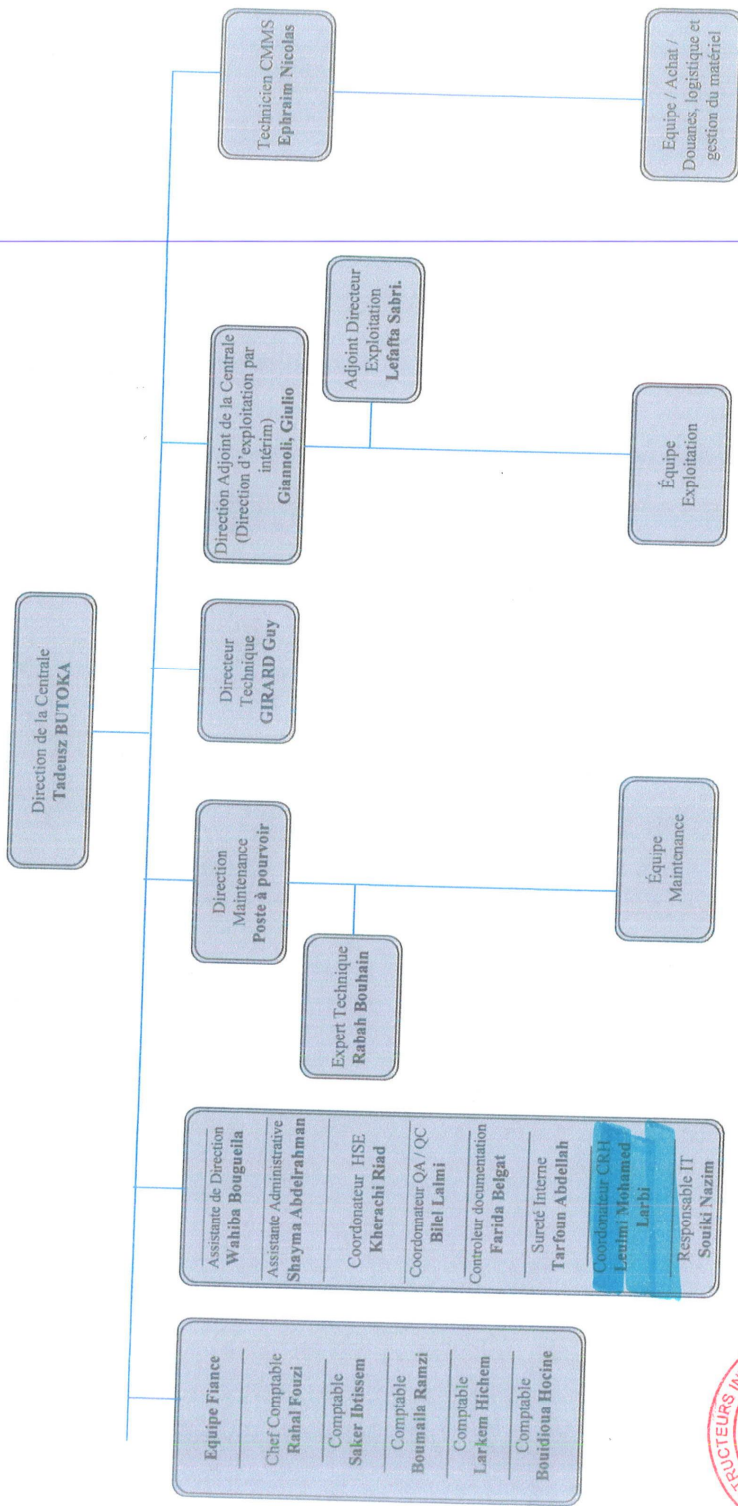 Direction de la Centrale
Tadeusz BUTOKA
Equipe Fiance
Chef Comptable
Rahal Fouzi
Comptable
Saker Ibtissem
Comptable
Boumaila Ramzi
Comptable
Larkem Hichem
Comptable
Bouidioua Hocine
Assistante de Direction
Wahiba Bougueila
Assistante Administrative
Shayma Abdelrahman
Coordonateur HSE
Kherachi Riad
Coordonnateur QA / QC
Bilel Lalmi
Controleur documentation
Farida Belgat
Sureté Interne
Tarfoun Abdellah
Coordonateur CRH
Leulmi Mohamed
Larbi
Responsable IT
Souiki Nazim
Direction
Maintenance
Poste à pourvoir
Expert Technique
Rabah Bouhain
Équipe
Maintenance
Directeur
Technique
GIRARD Guy
Direction Adjoint de la Centrale
(Direction d'exploitation par
intérim)
Giannoli, Giulio
Adjoint Directeur
Exploitation
Lefafta Sabri.
Équipe
Exploitation
Technicien CMMS
Ephraim Nicolas
Equipe / Achat /
Douanes, logistique et
gestion du matériel